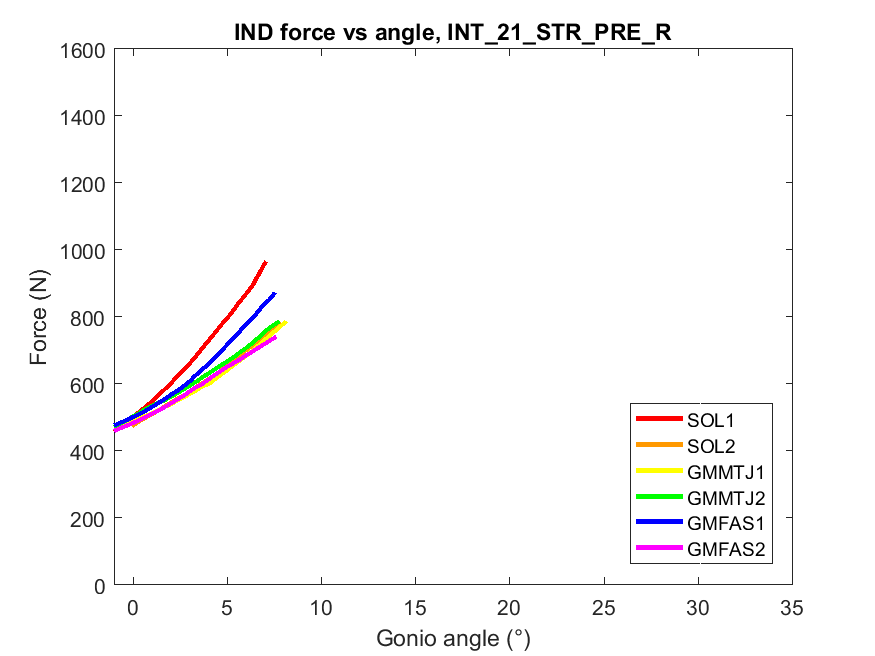 IND force vs angle, INT_21_STR_PRE_R
1600
1400
1200
1000
800
600
400
200
0
Force (N)
0 5 10 15 20 25 30 35
Gonio angle (°)
SOL1
SOL2
GMMTJ1
GMMTJ2
GMFAS1
GMFAS2